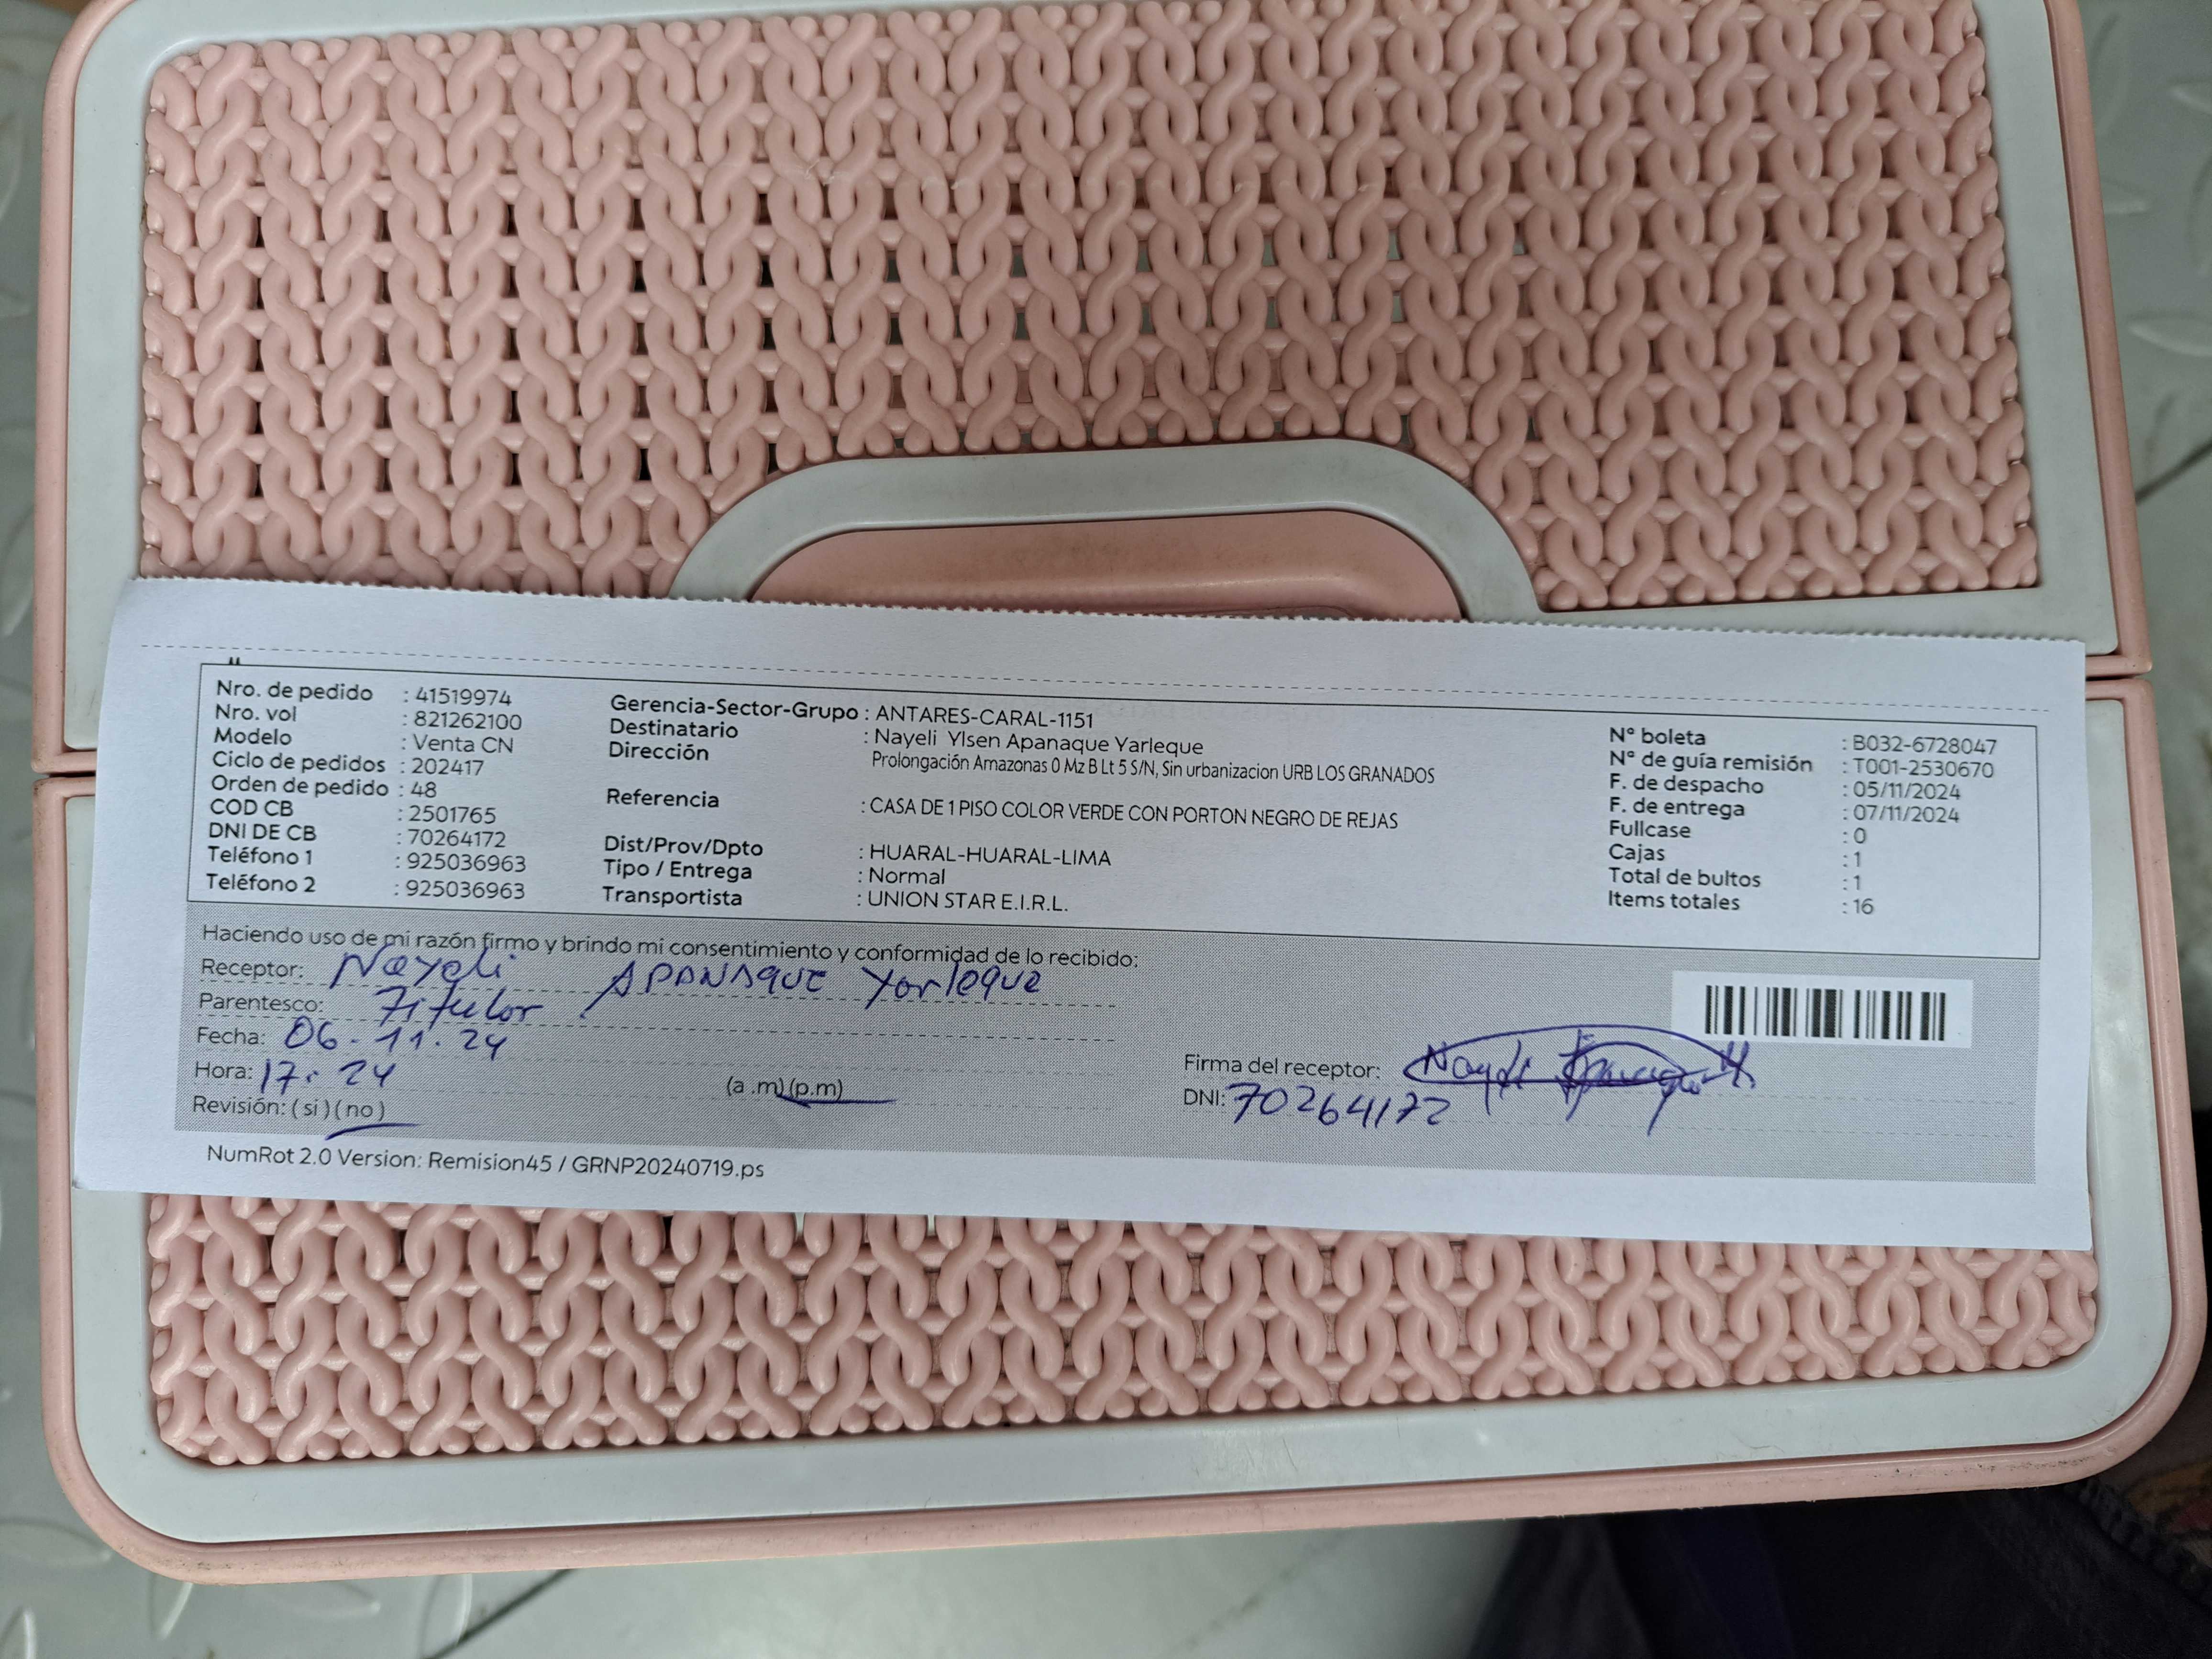 Nro. de pedido : 41519974
Nro. vol : 821262100
Modelo : Venta CN
Ciclo de pedidos : 202417
Orden de pedido : 48
COD CB : 2501765
DNI DE CB : 70264172
Teléfono 1 : 925036963
Teléfono 2 : 925036963
Gerencia-Sector-Grupo : ANTARES-CARAL-1151
Destinatario : Nayeli Ylsen Apanaque Yarleque
Dirección Prolongación Amazonas 0 Mz B Lt 5 S/N, Sin urbanizacion URB LOS GRANADOS
Referencia : CASA DE 1 PISO COLOR VERDE CON PORTON NEGRO DE REJAS
Dist/Prov/Dpto : HUARAL-HUARAL-LIMA
Tipo / Entrega : Normal
Transportista : UNION STAR E.I.R.L.
N° boleta : B032-6728047
N° de guía remisión : T001-2530670
F. de despacho : 05/11/2024
F. de entrega : 07/11/2024
Fullcase : 0
Cajas : 1
Total de bultos : 1
Items totales : 16
Haciendo uso de mi razón firmo y brindo mi consentimiento y conformidad de lo recibido:
Receptor: Nayeli APANAQUE Yarleque
Parentesco: Titular
Fecha: 06-11-24
Hora: 17:24 (a .m)(p.m)
Revisión: ( si )( no )
Firma del receptor: Nayeli Apanaque Y.
DNI: 70264172
NumRot 2.0 Version: Remision45 / GRNP20240719.ps